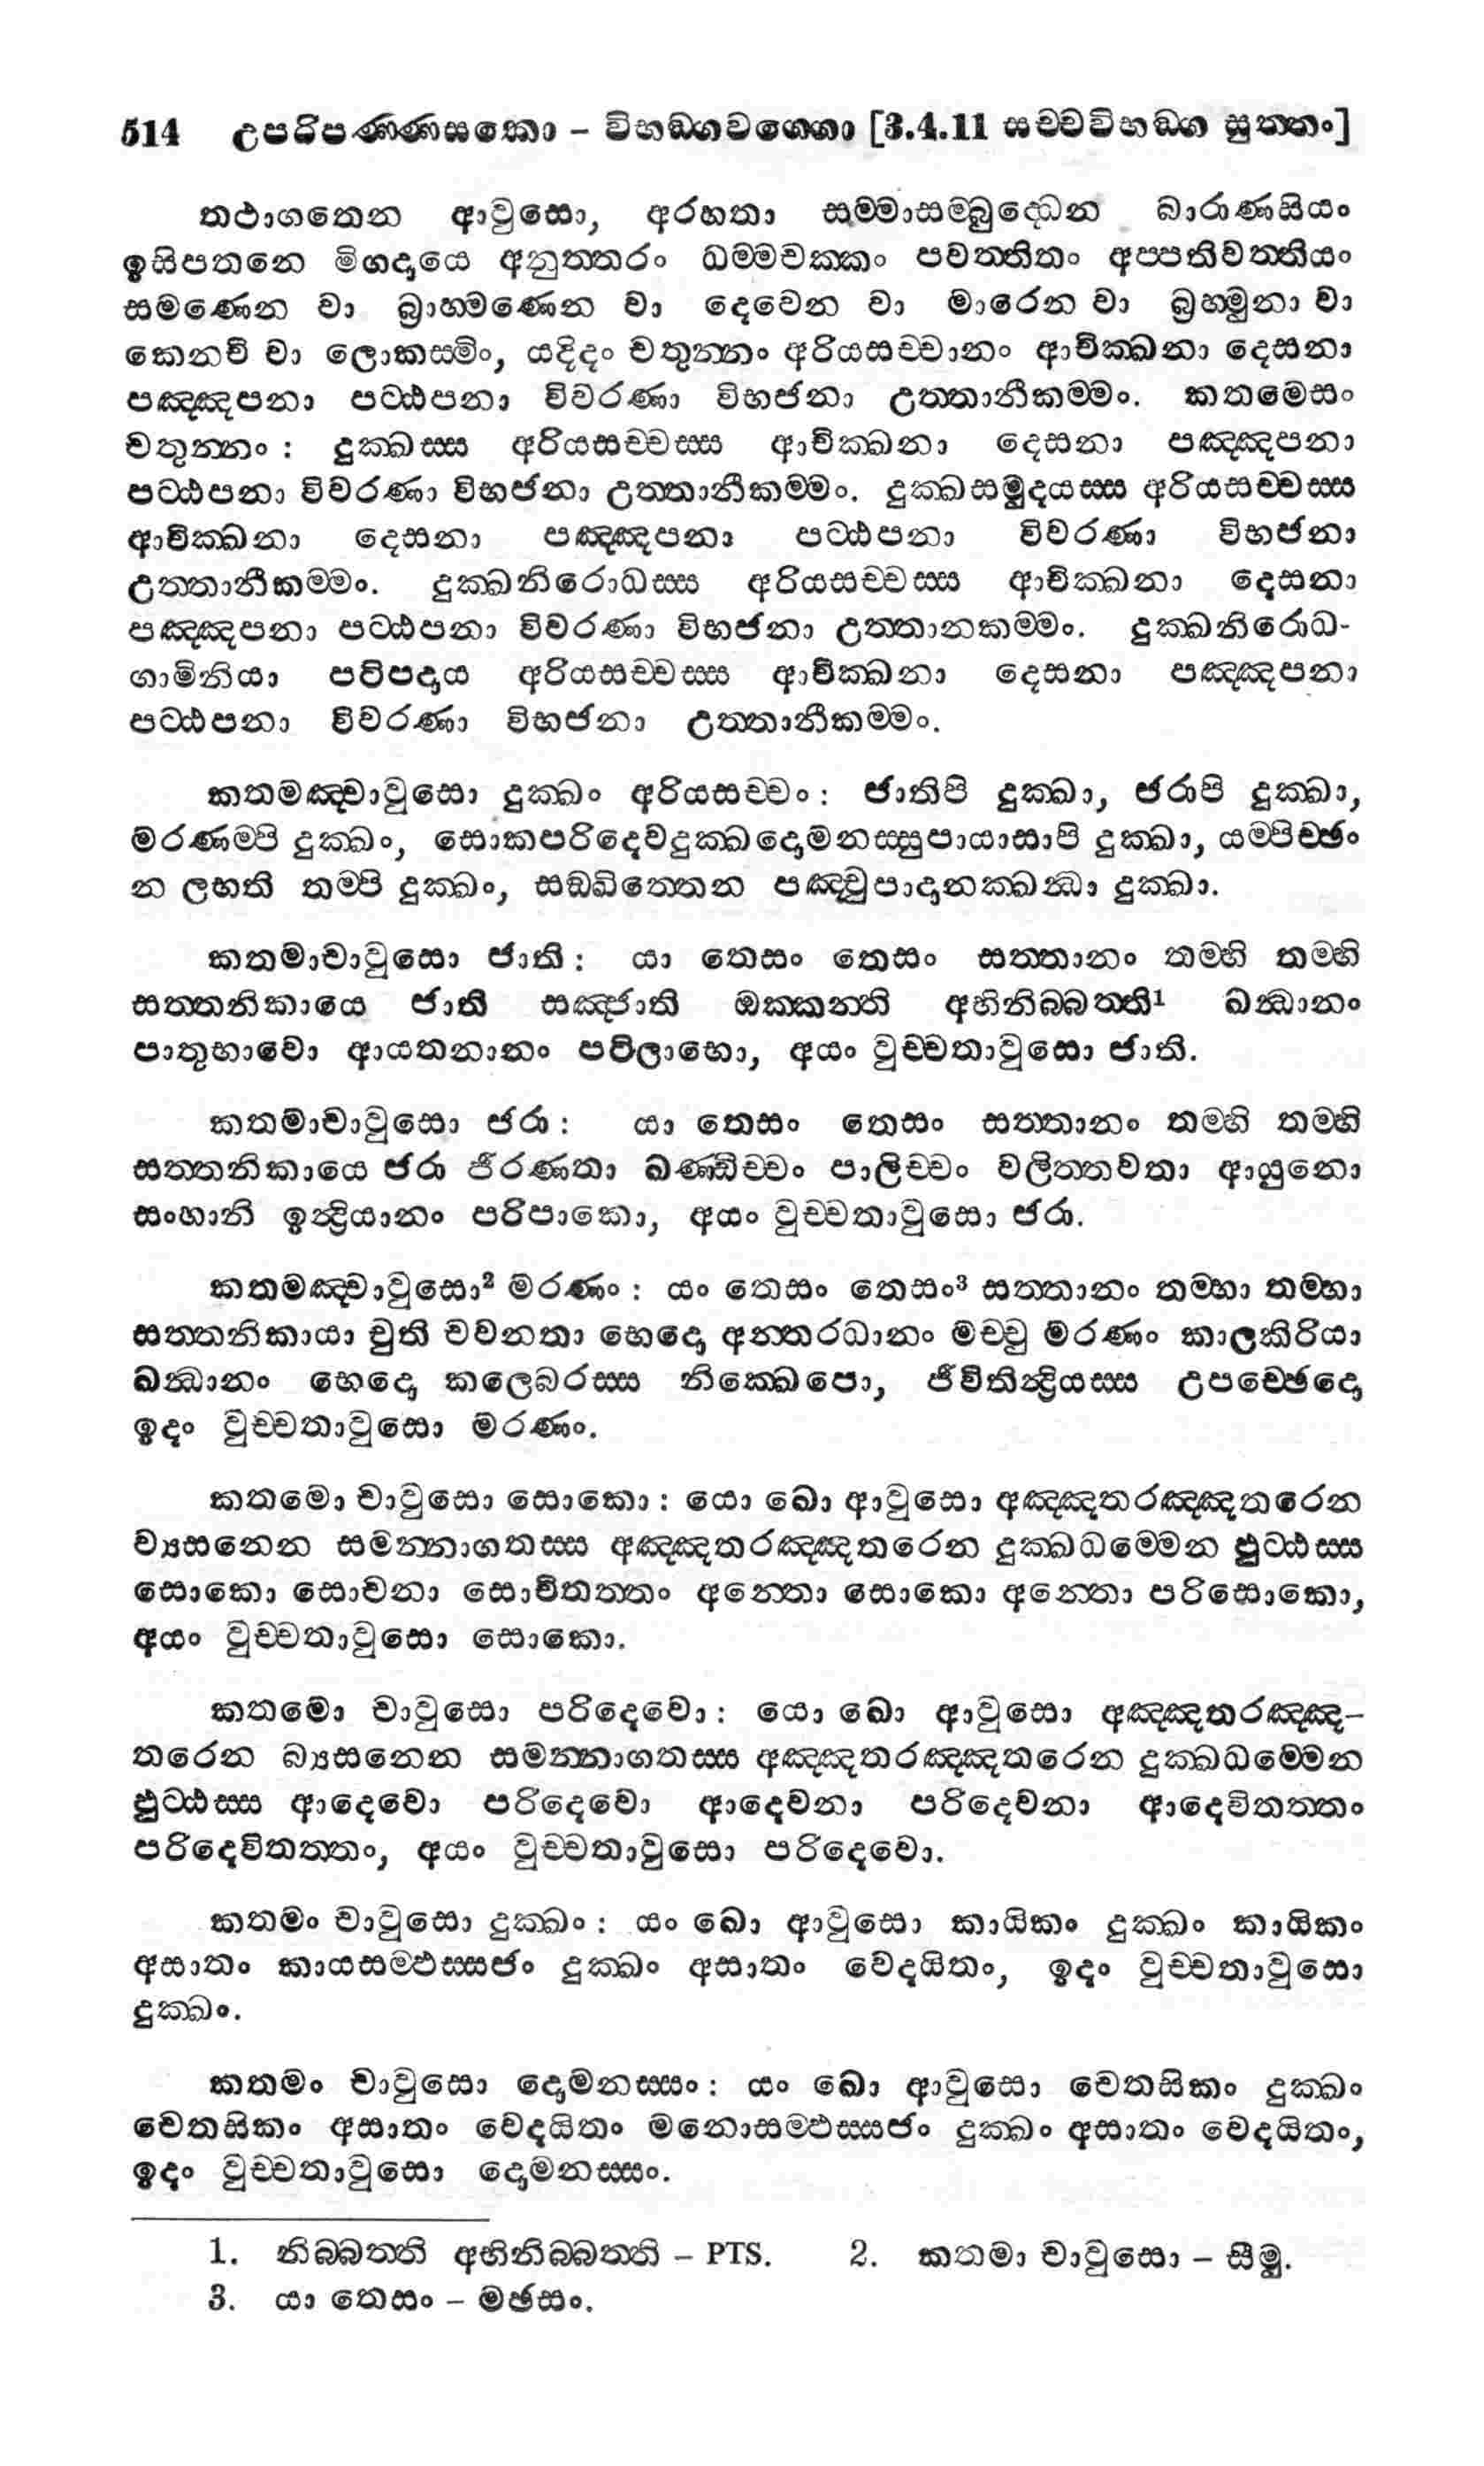 514 උපරිපණ්ණාසකො – විභඞ්ගවග්ගො [3.4.11 සච්චවිභඞ්ග සුත්තං]
තථාගතෙන ආවුසො, අරහතා සම්මාසම්බුද්ධෙන බාරාණසියං
ඉසිපතනෙ මිගදායෙ අනුත්තරං ධම්මචක්කං පවත්තිතං අප්පතිවත්තියං
සමණෙන වා බ්‍රාහ්මණෙන වා දෙවෙන වා මාරෙන වා බ්‍රහ්මුනා වා
කෙනචි වා ලොකස්මිං, යදිදං චතුන්නං අරියසච්චානං ආචික්ඛනා දෙසනා
පඤ්ඤපනා පට්ඨපනා විවරණා විභජනා උත්තානීකම්මං. කතමෙසං
චතුන්නං : දුක්ඛස්ස අරියසච්චස්ස ආචික්ඛනා දෙසනා පඤ්ඤපනා
පට්ඨපනා විවරණා විභජනා උත්තානීකම්මං. දුක්ඛසමුදයස්ස අරියසච්චස්ස
ආචික්ඛනා දෙසනා පඤ්ඤපනා පට්ඨපනා විවරණා විභජනා
උත්තානීකම්මං. දුක්ඛනිරොධස්ස අරියසච්චස්ස ආචික්ඛනා දෙසනා
පඤ්ඤපනා පට්ඨපනා විවරණා විභජනා උත්තානකම්මං. දුක්ඛනිරොධ-
ගාමිනියා පටිපදාය අරියසච්චස්ස ආචික්ඛනා දෙසනා පඤ්ඤපනා
පට්ඨපනා විවරණා විභජනා උත්තානීකම්මං.
කතමඤ්චාවුසො දුක්ඛං අරියසච්චං : ජාතිපි දුක්ඛා, ජරාපි දුක්ඛා,
මරණම්පි දුක්ඛං, සොකපරිදෙවදුක්ඛදොමනස්සුපායාසාපි දුක්ඛා, යම්පිච්ඡං
න ලභති තම්පි දුක්ඛං, සඞ්ඛිත්තෙන පඤ්චුපාදානක්ඛන්ධා දුක්ඛා.
කතමාචාවුසො ජාති : යා තෙසං තෙසං සත්තානං තම්හි තම්හි
සත්තනිකායෙ ජාති සඤ්ජාති ඔක්කන්ති අභිනිබ්බත්ති¹ ඛන්ධානං
පාතුභාවො ආයතනානං පටිලාභො, අයං වුච්චතාවුසො ජාති.
කතමාචාවුසො ජරා : යා තෙසං තෙසං සත්තානං තම්හි තම්හි
සත්තනිකායෙ ජරා ජීරණතා ඛණ්ඩිච්චං පාලිච්චං වලිත්තචතා ආයුනො
සංහානි ඉන්ද්‍රියානං පරිපාකො, අයං වුච්චතාවුසො ජරා.
කතමඤ්චාවුසො² මරණං : යං තෙසං තෙසං³ සත්තානං තම්හා තම්හා
සත්තනිකායා චුති චවනතා භෙදො අන්තරධානං මච්චු මරණං කාලකිරියා
ඛන්ධානං භෙදො කලෙබරස්ස නික්ඛෙපො, ජීවිතින්ද්‍රියස්ස උපච්ඡෙදො
ඉදං වුච්චතාවුසො මරණං.
කතමො චාවුසො සොකො : යො ඛො ආවුසො අඤ්ඤතරඤ්ඤතරෙන
ව්‍යසනෙන සමන්නාගතස්ස අඤ්ඤතරඤ්ඤතරෙන දුක්ඛධම්මෙන ඵුට්ඨස්ස
සොකො සොචනා සොචිතත්තං අන්තො සොකො අන්තො පරිසොකො,
අයං වුච්චතාවුසො සොකො.
කතමො චාවුසො පරිදෙවො : යො ඛො ආවුසො අඤ්ඤතරඤ්ඤ-
තරෙන බ්‍යසනෙන සමන්නාගතස්ස අඤ්ඤතරඤ්ඤතරෙන දුක්ඛධම්මෙන
ඵුට්ඨස්ස ආදෙවො පරිදෙවො ආදෙවනා පරිදෙවනා ආදෙවිතත්තං
පරිදෙවිතත්තං, අයං වුච්චතාවුසො පරිදෙවො.
කතමං චාවුසො දුක්ඛං : යං ඛො ආවුසො කායිකං දුක්ඛං කායිකං
අසාතං කායසම්ඵස්සජං දුක්ඛං අසාතං වෙදයිතං, ඉදං වුච්චතාවුසො
දුක්ඛං.
කතමං චාවුසො දොමනස්සං : යං ඛො ආවුසො චෙතසිකං දුක්ඛං
චෙතසිකං අසාතං වෙදයිතං මනොසම්ඵස්සජං දුක්ඛං අසාතං වෙදයිතං,
ඉදං වුච්චතාවුසො දොමනස්සං.
1. නිබ්බත්ති අභිනිබ්බත්ති – PTS. 2. කතමා චාවුසො – සීමු.
3. යා තෙසං – මඡසං.